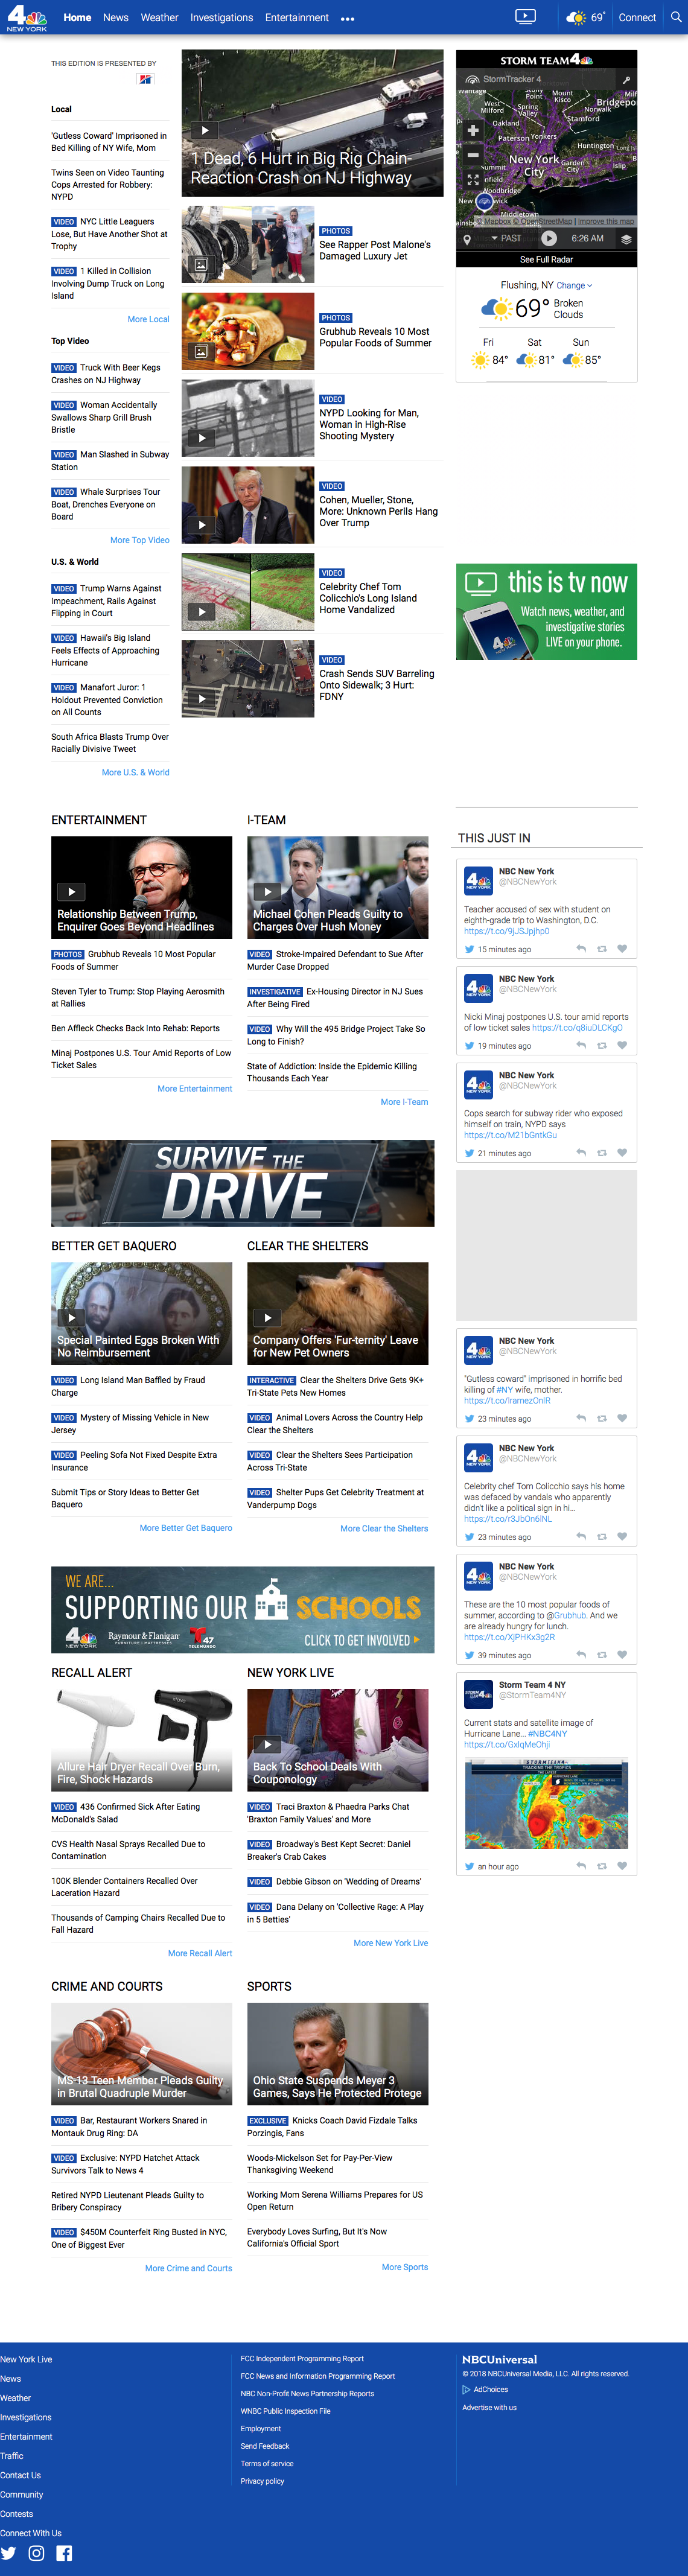 4 NEW YORK
Home News Weather Investigations Entertainment •••
69° Connect
THIS EDITION IS PRESENTED BY
Local
'Gutless Coward' Imprisoned in
Bed Killing of NY Wife, Mom
Twins Seen on Video Taunting
Cops Arrested for Robbery:
NYPD
VIDEO NYC Little Leaguers
Lose, But Have Another Shot at
Trophy
VIDEO 1 Killed in Collision
Involving Dump Truck on Long
Island
More Local
Top Video
VIDEO Truck With Beer Kegs
Crashes on NJ Highway
VIDEO Woman Accidentally
Swallows Sharp Grill Brush
Bristle
VIDEO Man Slashed in Subway
Station
VIDEO Whale Surprises Tour
Boat, Drenches Everyone on
Board
More Top Video
U.S. & World
VIDEO Trump Warns Against
Impeachment, Rails Against
Flipping in Court
VIDEO Hawaii's Big Island
Feels Effects of Approaching
Hurricane
VIDEO Manafort Juror: 1
Holdout Prevented Conviction
on All Counts
South Africa Blasts Trump Over
Racially Divisive Tweet
More U.S. & World
1 Dead, 6 Hurt in Big Rig Chain-
Reaction Crash on NJ Highway
PHOTOS
See Rapper Post Malone's
Damaged Luxury Jet
PHOTOS
Grubhub Reveals 10 Most
Popular Foods of Summer
VIDEO
NYPD Looking for Man,
Woman in High-Rise
Shooting Mystery
VIDEO
Cohen, Mueller, Stone,
More: Unknown Perils Hang
Over Trump
VIDEO
Celebrity Chef Tom
Colicchio's Long Island
Home Vandalized
VIDEO
Crash Sends SUV Barreling
Onto Sidewalk; 3 Hurt:
FDNY
STORM TEAM 4
StormTracker 4
Point Mount
West Kisco
Milford Spring Bridgepor
Valley Norwalk
Oakland Stamford
Paterson Yonkers
Huntington
New York Garden
City City Islip
Summit
Woodbridge
Middletown
© Mapbox © OpenStreetMap | Improve this map
PAST 6:26 AM
See Full Radar
Flushing, NY Change
69° Broken
Clouds
Fri Sat Sun
84° 81° 85°
this is tv now
Watch news, weather, and
investigative stories
LIVE on your phone.
ENTERTAINMENT
Relationship Between Trump,
Enquirer Goes Beyond Headlines
PHOTOS Grubhub Reveals 10 Most Popular
Foods of Summer
Steven Tyler to Trump: Stop Playing Aerosmith
at Rallies
Ben Affleck Checks Back Into Rehab: Reports
Minaj Postpones U.S. Tour Amid Reports of Low
Ticket Sales
More Entertainment
I-TEAM
Michael Cohen Pleads Guilty to
Charges Over Hush Money
VIDEO Stroke-Impaired Defendant to Sue After
Murder Case Dropped
INVESTIGATIVE Ex-Housing Director in NJ Sues
After Being Fired
VIDEO Why Will the 495 Bridge Project Take So
Long to Finish?
State of Addiction: Inside the Epidemic Killing
Thousands Each Year
More I-Team
SURVIVE THE
DRIVE
BETTER GET BAQUERO
Special Painted Eggs Broken With
No Reimbursement
VIDEO Long Island Man Baffled by Fraud
Charge
VIDEO Mystery of Missing Vehicle in New
Jersey
VIDEO Peeling Sofa Not Fixed Despite Extra
Insurance
Submit Tips or Story Ideas to Better Get
Baquero
More Better Get Baquero
CLEAR THE SHELTERS
Company Offers 'Fur-ternity' Leave
for New Pet Owners
INTERACTIVE Clear the Shelters Drive Gets 9K+
Tri-State Pets New Homes
VIDEO Animal Lovers Across the Country Help
Clear the Shelters
VIDEO Clear the Shelters Sees Participation
Across Tri-State
VIDEO Shelter Pups Get Celebrity Treatment at
Vanderpump Dogs
More Clear the Shelters
WE ARE...
SUPPORTING OUR SCHOOLS
4 NEW YORK Raymour & Flanigan FURNITURE | MATTRESSES T47 TELEMUNDO CLICK TO GET INVOLVED
RECALL ALERT
Allure Hair Dryer Recall Over Burn,
Fire, Shock Hazards
VIDEO 436 Confirmed Sick After Eating
McDonald's Salad
CVS Health Nasal Sprays Recalled Due to
Contamination
100K Blender Containers Recalled Over
Laceration Hazard
Thousands of Camping Chairs Recalled Due to
Fall Hazard
More Recall Alert
NEW YORK LIVE
Back To School Deals With
Couponology
VIDEO Traci Braxton & Phaedra Parks Chat
'Braxton Family Values' and More
VIDEO Broadway's Best Kept Secret: Daniel
Breaker's Crab Cakes
VIDEO Debbie Gibson on 'Wedding of Dreams'
VIDEO Dana Delany on 'Collective Rage: A Play
in 5 Betties'
More New York Live
CRIME AND COURTS
MS-13 Teen Member Pleads Guilty
in Brutal Quadruple Murder
VIDEO Bar, Restaurant Workers Snared in
Montauk Drug Ring: DA
VIDEO Exclusive: NYPD Hatchet Attack
Survivors Talk to News 4
Retired NYPD Lieutenant Pleads Guilty to
Bribery Conspiracy
VIDEO $450M Counterfeit Ring Busted in NYC,
One of Biggest Ever
More Crime and Courts
SPORTS
Ohio State Suspends Meyer 3
Games, Says He Protected Protege
EXCLUSIVE Knicks Coach David Fizdale Talks
Porzingis, Fans
Woods-Mickelson Set for Pay-Per-View
Thanksgiving Weekend
Working Mom Serena Williams Prepares for US
Open Return
Everybody Loves Surfing, But It's Now
California's Official Sport
More Sports
THIS JUST IN
NBC New York
@NBCNewYork
Teacher accused of sex with student on
eighth-grade trip to Washington, D.C.
https://t.co/9jJSJpjhp0
15 minutes ago
NBC New York
@NBCNewYork
Nicki Minaj postpones U.S. tour amid reports
of low ticket sales https://t.co/q8iuDLCKgO
19 minutes ago
NBC New York
@NBCNewYork
Cops search for subway rider who exposed
himself on train, NYPD says
https://t.co/M21bGntkGu
21 minutes ago
NBC New York
@NBCNewYork
"Gutless coward" imprisoned in horrific bed
killing of #NY wife, mother.
https://t.co/IramezOnlR
23 minutes ago
NBC New York
@NBCNewYork
Celebrity chef Tom Colicchio says his home
was defaced by vandals who apparently
didn't like a political sign in hi...
https://t.co/r3JbOn6iNL
23 minutes ago
NBC New York
@NBCNewYork
These are the 10 most popular foods of
summer, according to @Grubhub. And we
are already hungry for lunch.
https://t.co/XjPHKx3g2R
39 minutes ago
Storm Team 4 NY
@StormTeam4NY
Current stats and satellite image of
Hurricane Lane... #NBC4NY
https://t.co/GxlqMeOhji
STORM TEAM 4
TRACKING THE TROPICS
an hour ago
New York Live
News
Weather
Investigations
Entertainment
Traffic
Contact Us
Community
Contests
Connect With Us
FCC Independent Programming Report
FCC News and Information Programming Report
NBC Non-Profit News Partnership Reports
WNBC Public Inspection File
Employment
Send Feedback
Terms of service
Privacy policy
NBCUniversal
© 2018 NBCUniversal Media, LLC. All rights reserved.
AdChoices
Advertise with us